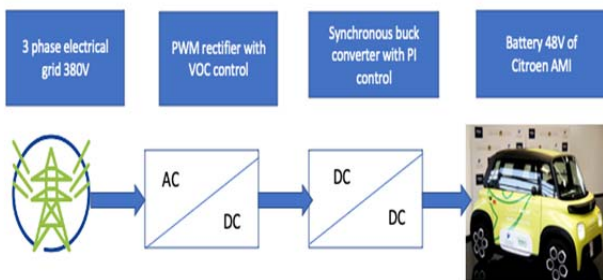 3 phase electrical
grid 380V
PWM rectifier with
VOC control
Synchronous buck
converter with PI
control
Battery 48V of
Citroen AMI
AC
DC
DC
DC